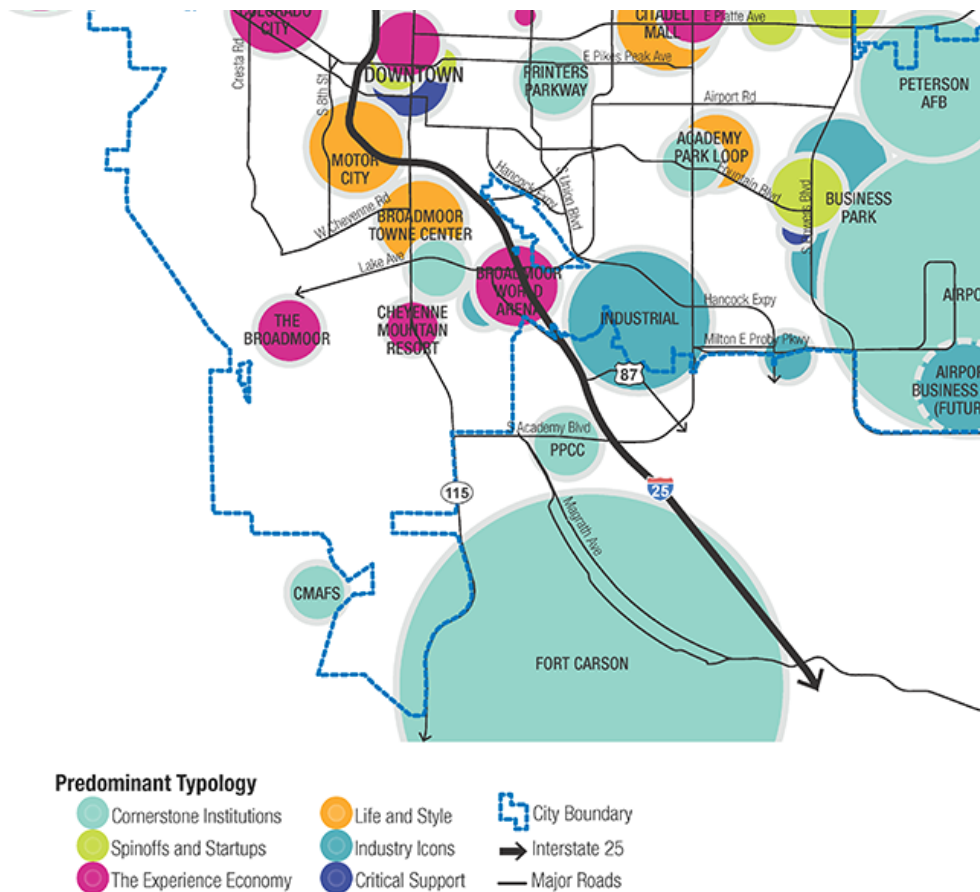 COLORADO
CITY
CITADEL
MALL
E Platte Ave
E Pikes Peak Ave
Cresta Rd
S 8th St
DOWNTOWN
PRINTERS
PARKWAY
PETERSON
AFB
Airport Rd
ACADEMY
PARK LOOP
MOTOR
CITY
Hancock Expy
S Union Blvd
Fountain Blvd
BUSINESS
PARK
W Cheyenne Rd
BROADMOOR
TOWNE CENTER
Lake Ave
BROADMOOR
WORLD
ARENA
THE
BROADMOOR
CHEYENNE
MOUNTAIN
RESORT
INDUSTRIAL
Hancock Expy
Milton E Proby Pkwy
87
S Academy Blvd
PPCC
115
25
Magrath Ave
CMAFS
FORT CARSON
Predominant Typology
Cornerstone Institutions
Spinoffs and Startups
The Experience Economy
Life and Style
Industry Icons
Critical Support
City Boundary
Interstate 25
Major Roads